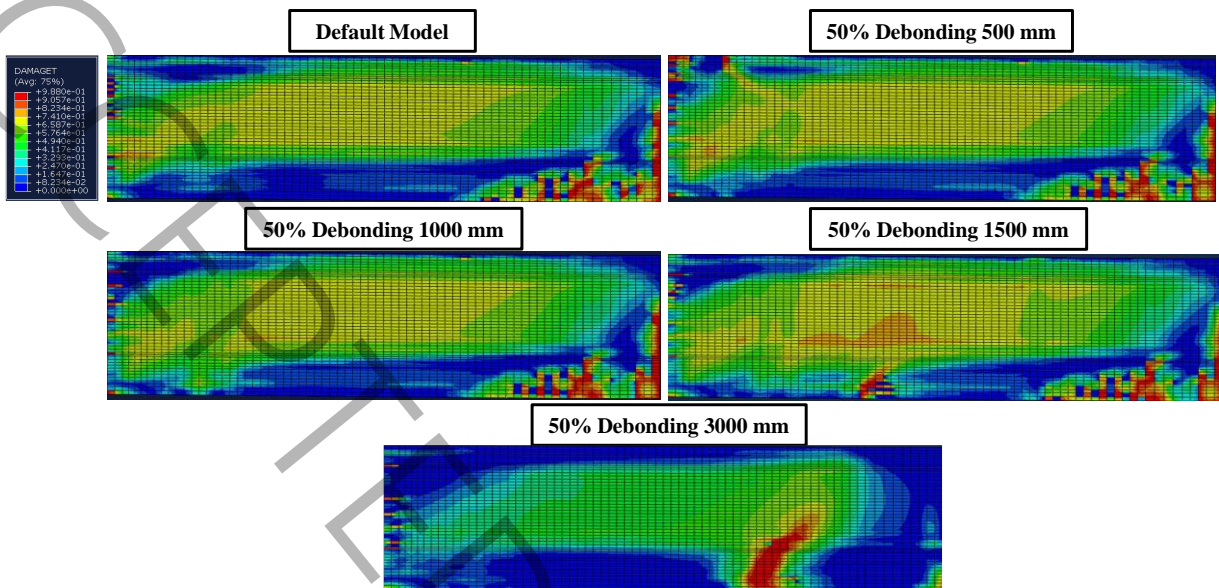 Default Model
50% Debonding 500 mm
DAMAGET
(Avg: 75%)
+9.880e-01
+9.057e-01
+8.234e-01
+7.410e-01
+6.587e-01
+5.764e-01
+4.940e-01
+4.117e-01
+3.293e-01
+2.470e-01
+1.647e-01
+8.234e-02
+0.000e+00
50% Debonding 1000 mm
50% Debonding 1500 mm
50% Debonding 3000 mm